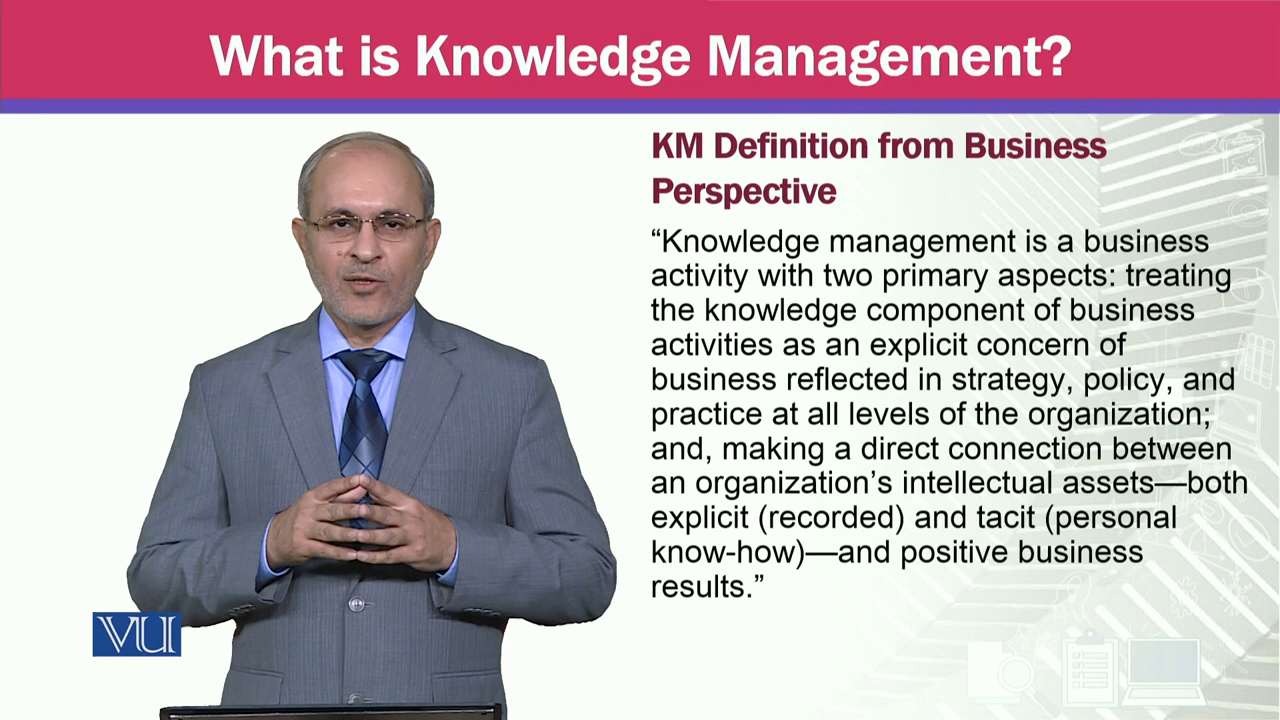 What is Knowledge Management?
KM Definition from Business
Perspective
“Knowledge management is a business
activity with two primary aspects: treating
the knowledge component of business
activities as an explicit concern of
business reflected in strategy, policy, and
practice at all levels of the organization;
and, making a direct connection between
an organization’s intellectual assets—both
explicit (recorded) and tacit (personal
know-how)—and positive business
results.”
VU